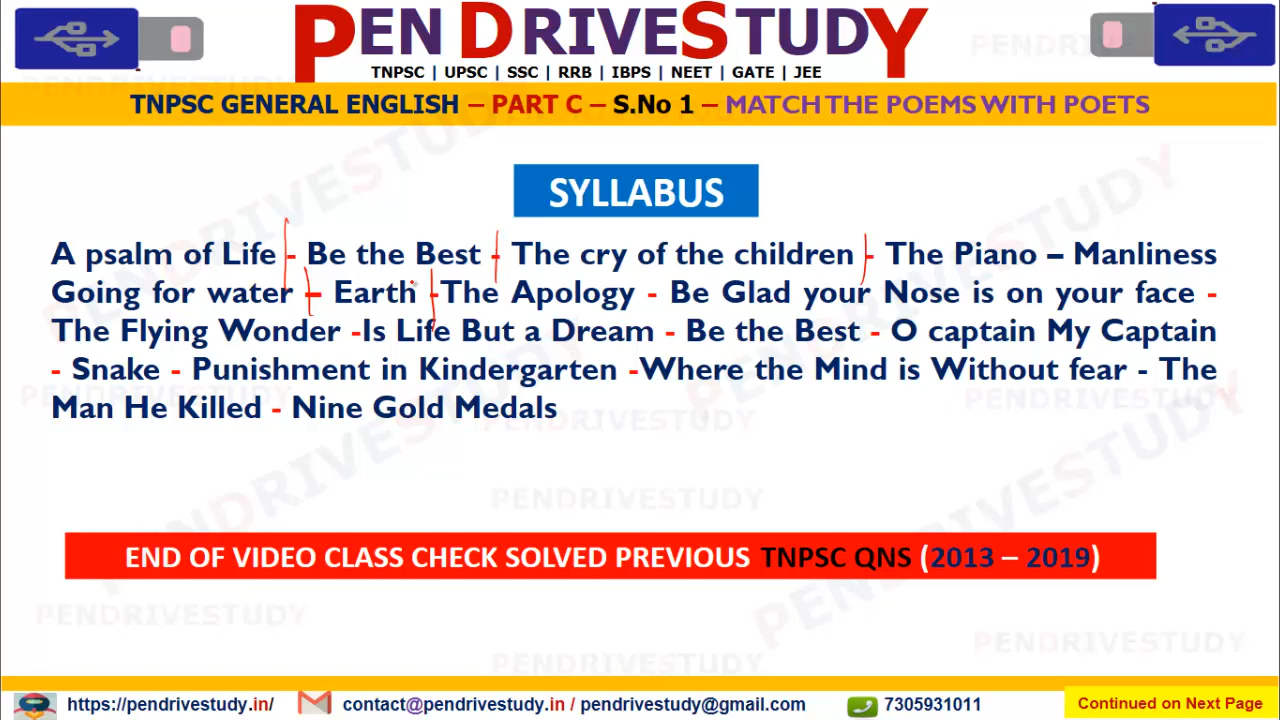 PEN DRIVESTUDY
TNPSC | UPSC | SSC | RRB | IBPS | NEET | GATE | JEE
TNPSC GENERAL ENGLISH – PART C – S.No 1 – MATCH THE POEMS WITH POETS
SYLLABUS
A psalm of Life - Be the Best - The cry of the children - The Piano – Manliness
Going for water – Earth -The Apology - Be Glad your Nose is on your face -
The Flying Wonder -Is Life But a Dream - Be the Best - O captain My Captain
- Snake - Punishment in Kindergarten -Where the Mind is Without fear - The
Man He Killed - Nine Gold Medals
END OF VIDEO CLASS CHECK SOLVED PREVIOUS TNPSC QNS (2013 – 2019)
https://pendrivestudy.in/ contact@pendrivestudy.in / pendrivestudy@gmail.com 7305931011 Continued on Next Page